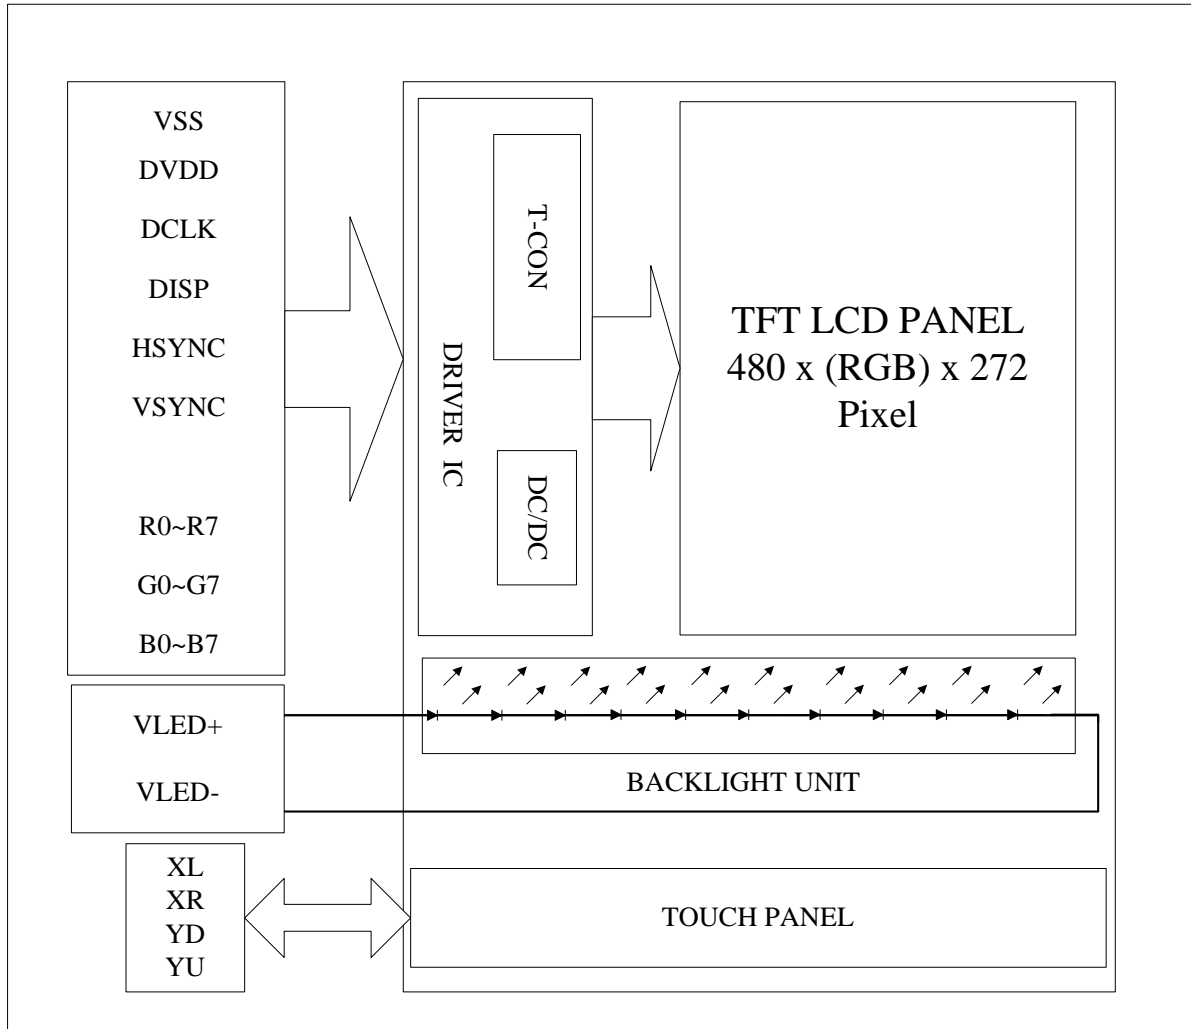 VSS
DVDD
DCLK
DISP
HSYNC
VSYNC
R0~R7
G0~G7
B0~B7
DRIVER IC
T-CON
DC/DC
TFT LCD PANEL
480 x (RGB) x 272
Pixel
VLED+
VLED-
BACKLIGHT UNIT
XL
XR
YD
YU
TOUCH PANEL